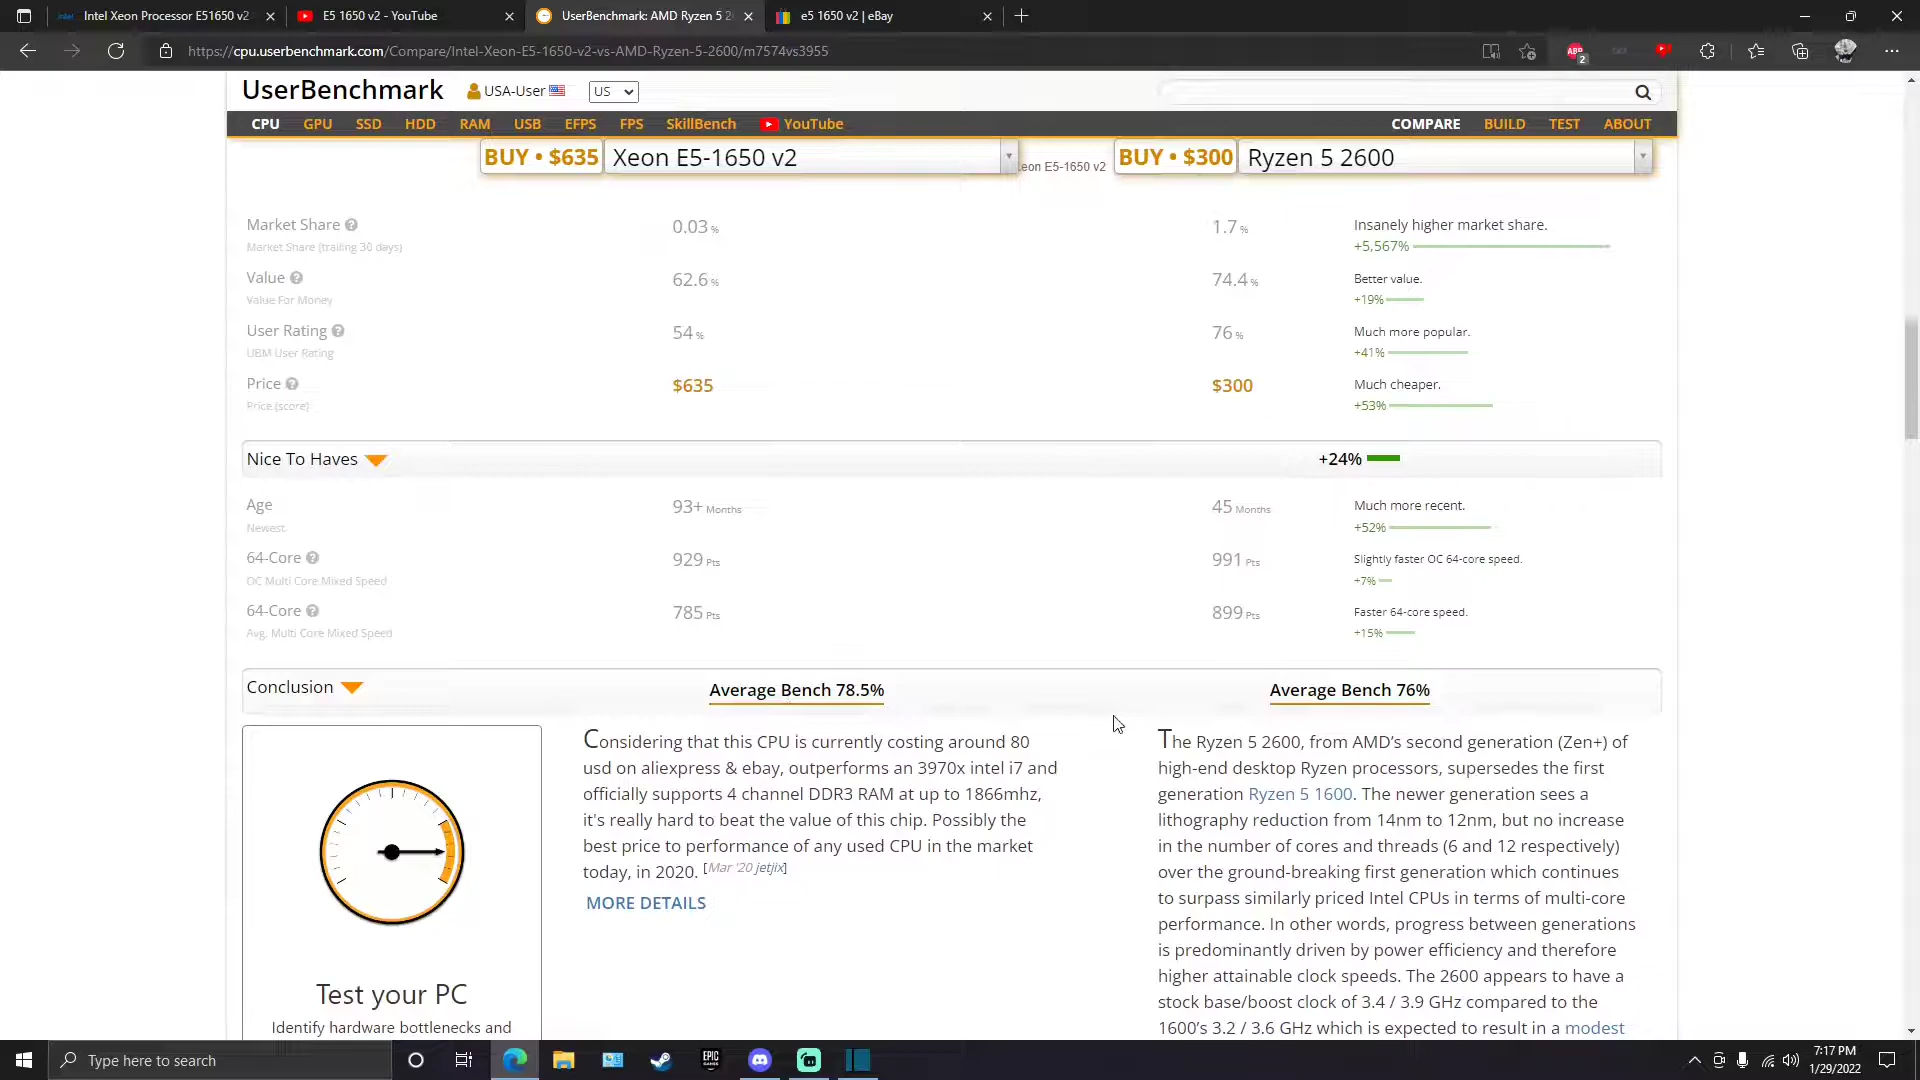 Intel Xeon Processor E51650 v2
E5 1650 v2 - YouTube
UserBenchmark: AMD Ryzen 5 2
e5 1650 v2 | eBay
https://cpu.userbenchmark.com/Compare/Intel-Xeon-E5-1650-v2-vs-AMD-Ryzen-5-2600/m7574vs3955
ABP
2
UserBenchmark
USA-User
US
CPU GPU SSD HDD RAM USB EFPS FPS SkillBench YouTube
COMPARE BUILD TEST ABOUT
BUY • $635 Xeon E5-1650 v2
eon E5-1650 v2
BUY • $300 Ryzen 5 2600
Market Share 0.03 % 1.7 % Insanely higher market share.
Market Share (trailing 30 days) +5,567%
Value 62.6 % 74.4 % Better value.
Value For Money +19%
User Rating 54 % 76 % Much more popular.
UBM User Rating +41%
Price $635 $300 Much cheaper.
Price (score) +53%
Nice To Haves +24%
Age 93+ Months 45 Months Much more recent.
Newest +52%
64-Core 929 Pts 991 Pts Slightly faster OC 64-core speed.
OC Multi Core Mixed Speed +7%
64-Core 785 Pts 899 Pts Faster 64-core speed.
Avg. Multi Core Mixed Speed +15%
Conclusion Average Bench 78.5% Average Bench 76%
Considering that this CPU is currently costing around 80
usd on aliexpress & ebay, outperforms an 3970x intel i7 and
officially supports 4 channel DDR3 RAM at up to 1866mhz,
it's really hard to beat the value of this chip. Possibly the
best price to performance of any used CPU in the market
today, in 2020. [Mar '20 jetjix]
MORE DETAILS
The Ryzen 5 2600, from AMD's second generation (Zen+) of
high-end desktop Ryzen processors, supersedes the first
generation Ryzen 5 1600. The newer generation sees a
lithography reduction from 14nm to 12nm, but no increase
in the number of cores and threads (6 and 12 respectively)
over the ground-breaking first generation which continues
to surpass similarly priced Intel CPUs in terms of multi-core
performance. In other words, progress between generations
is predominantly driven by power efficiency and therefore
higher attainable clock speeds. The 2600 appears to have a
stock base/boost clock of 3.4 / 3.9 GHz compared to the
1600's 3.2 / 3.6 GHz which is expected to result in a modest
Test your PC
Identify hardware bottlenecks and
Type here to search
EPIC
GAMES
7:17 PM
1/29/2022